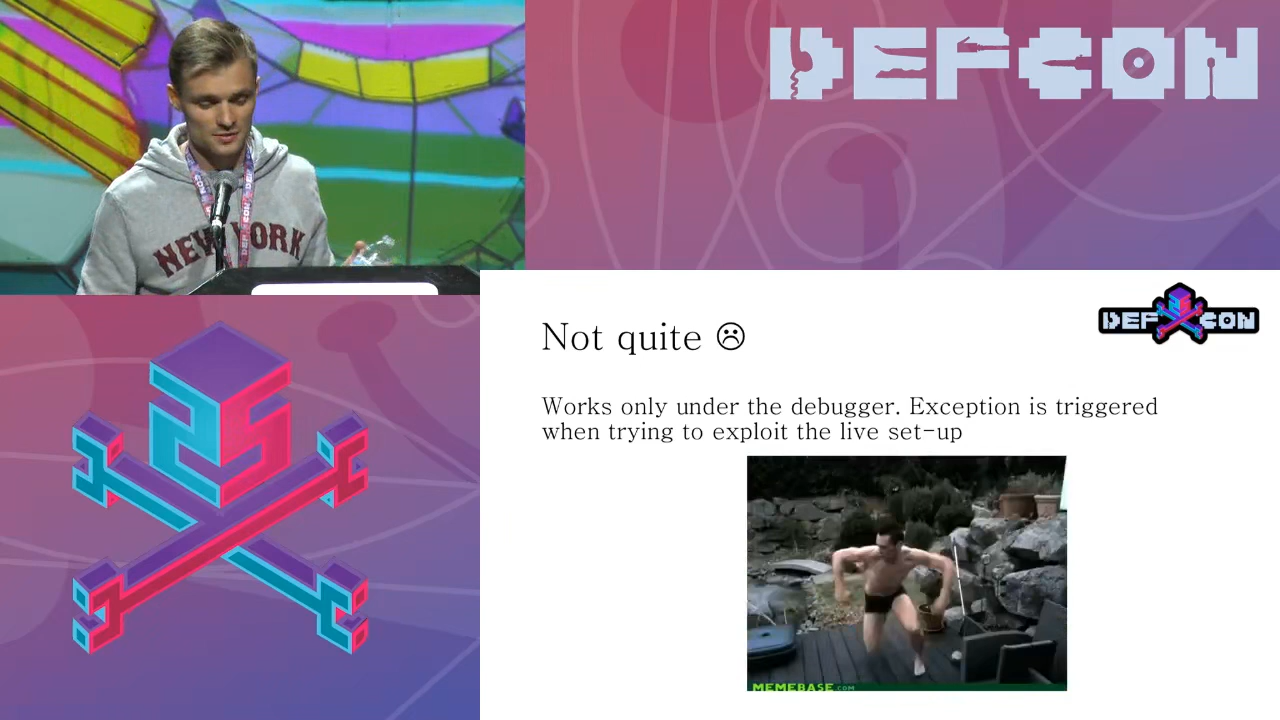 DEFCON
NEW YORK
DEFCON
DEF CON
Not quite ☹
Works only under the debugger. Exception is triggered
when trying to exploit the live set-up
MEMEBASE.COM